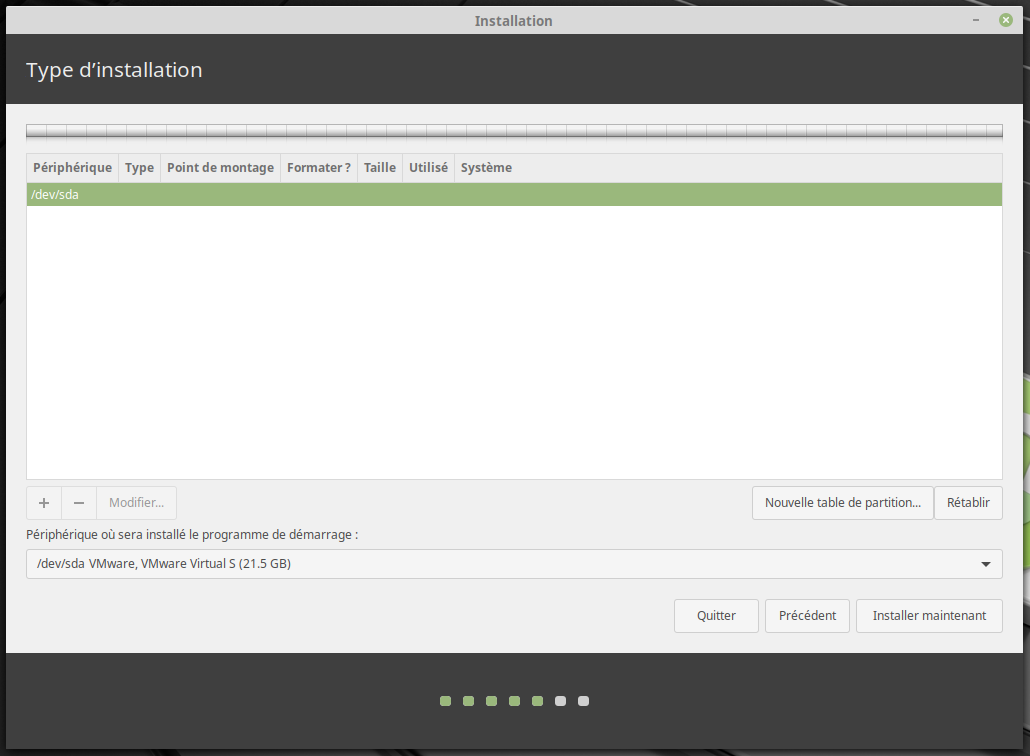 Installation
Type d’installation
Périphérique Type Point de montage Formater ? Taille Utilisé Système
/dev/sda
+ − Modifier... Nouvelle table de partition... Rétablir
Périphérique où sera installé le programme de démarrage :
/dev/sda VMware, VMware Virtual S (21.5 GB)
Quitter Précédent Installer maintenant